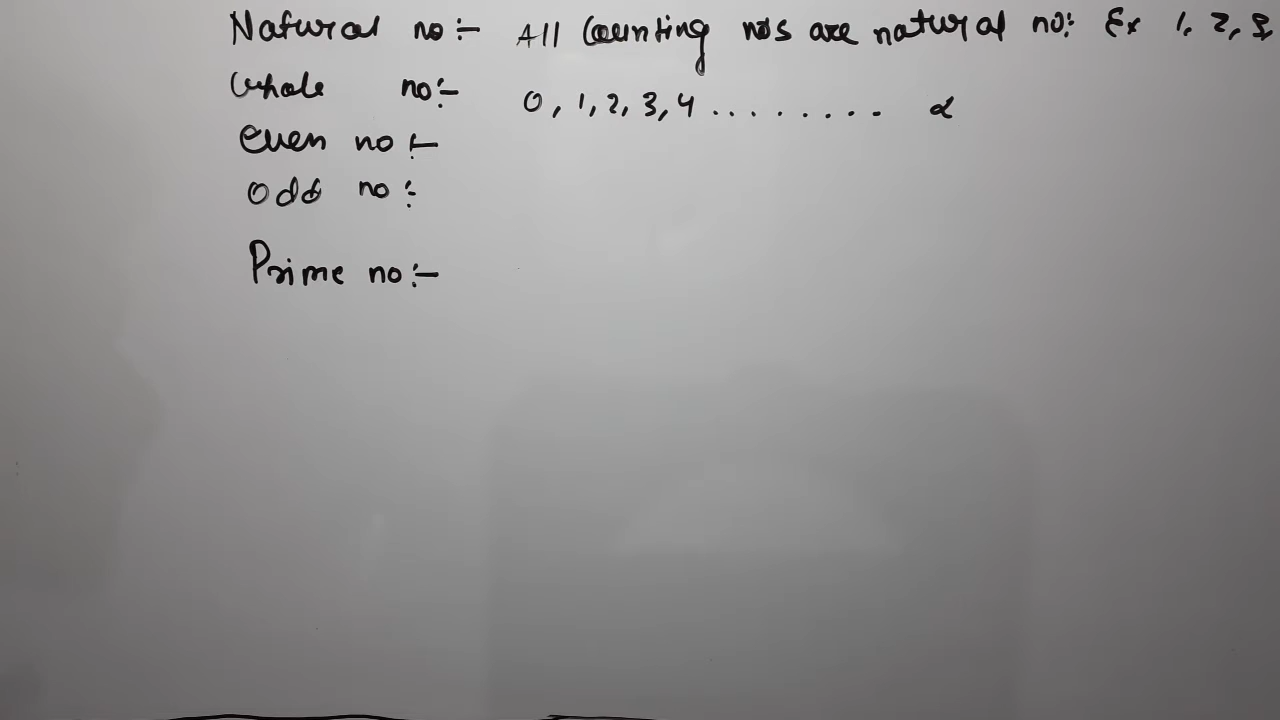 Natural no:- All Counting nos are natural no: Ex 1, 2, 3,
Whole no:- 0, 1, 2, 3, 4 ........ α
Even no:-
Odd no:-
Prime no:-